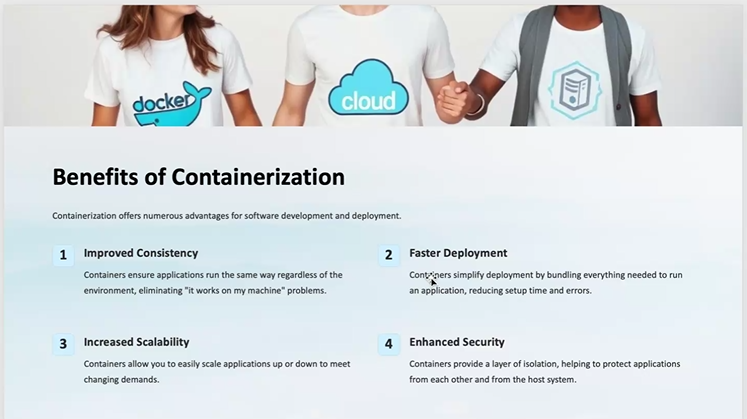 docker
cloud
Benefits of Containerization
Containerization offers numerous advantages for software development and deployment.
1
Improved Consistency
Containers ensure applications run the same way regardless of the
environment, eliminating "it works on my machine" problems.
2
Faster Deployment
Containers simplify deployment by bundling everything needed to run
an application, reducing setup time and errors.
3
Increased Scalability
Containers allow you to easily scale applications up or down to meet
changing demands.
4
Enhanced Security
Containers provide a layer of isolation, helping to protect applications
from each other and from the host system.